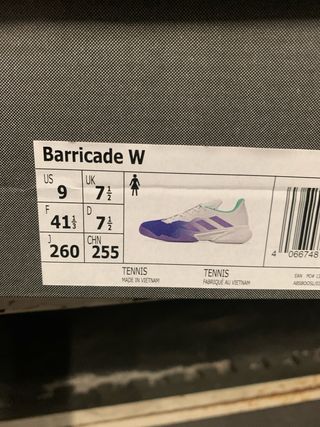 Barricade W
US 9 UK 7½
F 41⅓ D 7½
J 260 CHN 255
TENNIS TENNIS
MADE IN VIETNAM FABRIQUÉ AU VIETNAM
4 066748
EAN